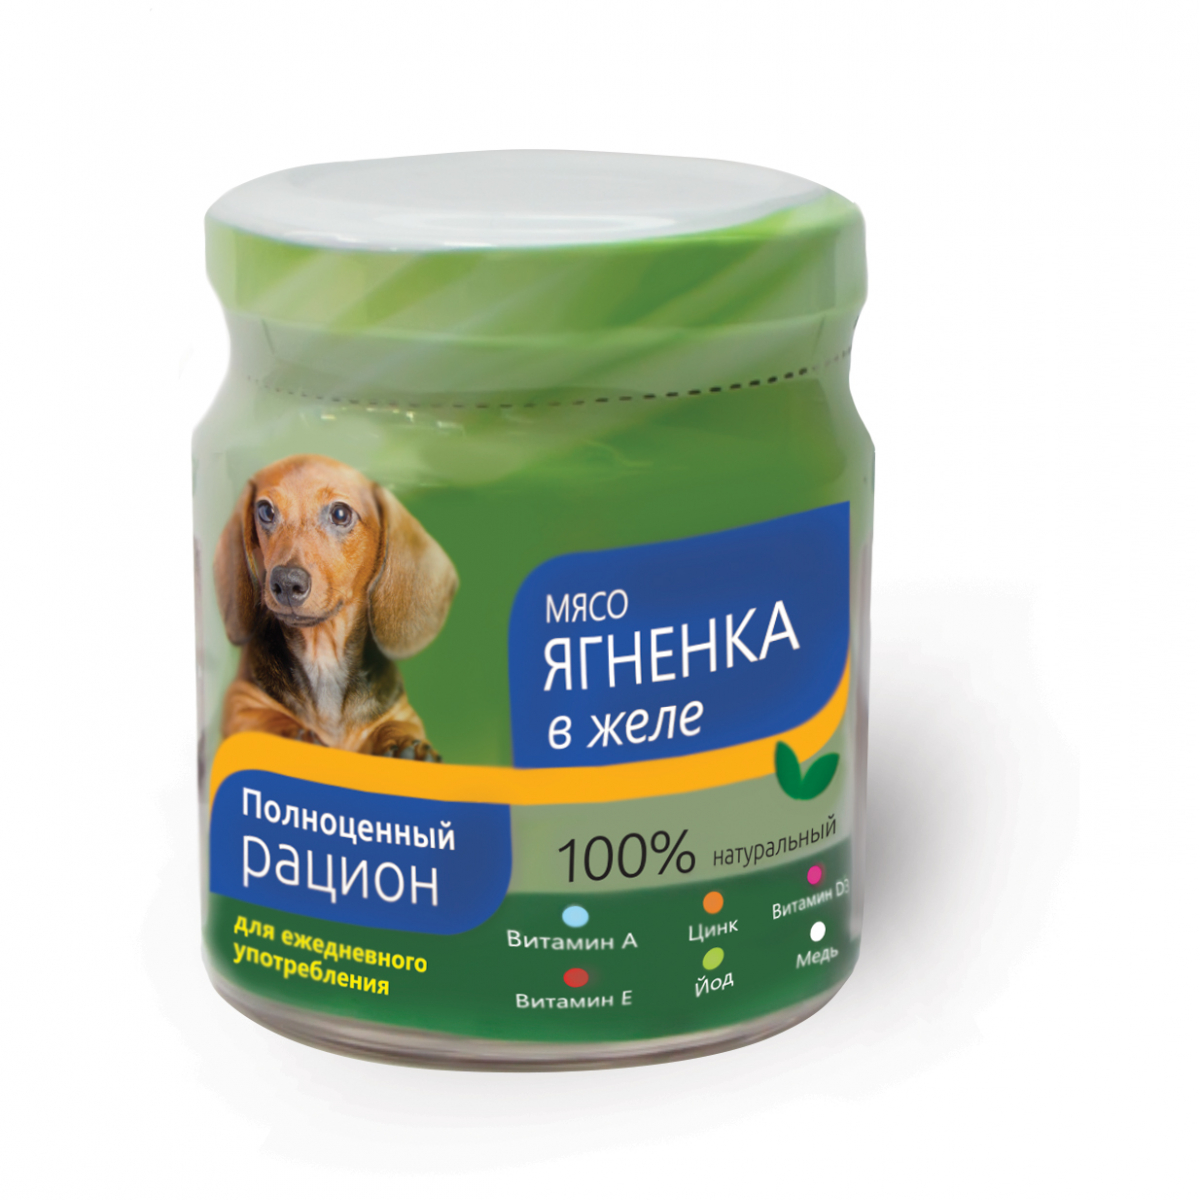 МЯСО
ЯГНЕНКА
в желе
Полноценный
рацион
для ежедневного
употребления
100% натуральный
Витамин А
Цинк
Витамин D3
Витамин Е
Йод
Медь